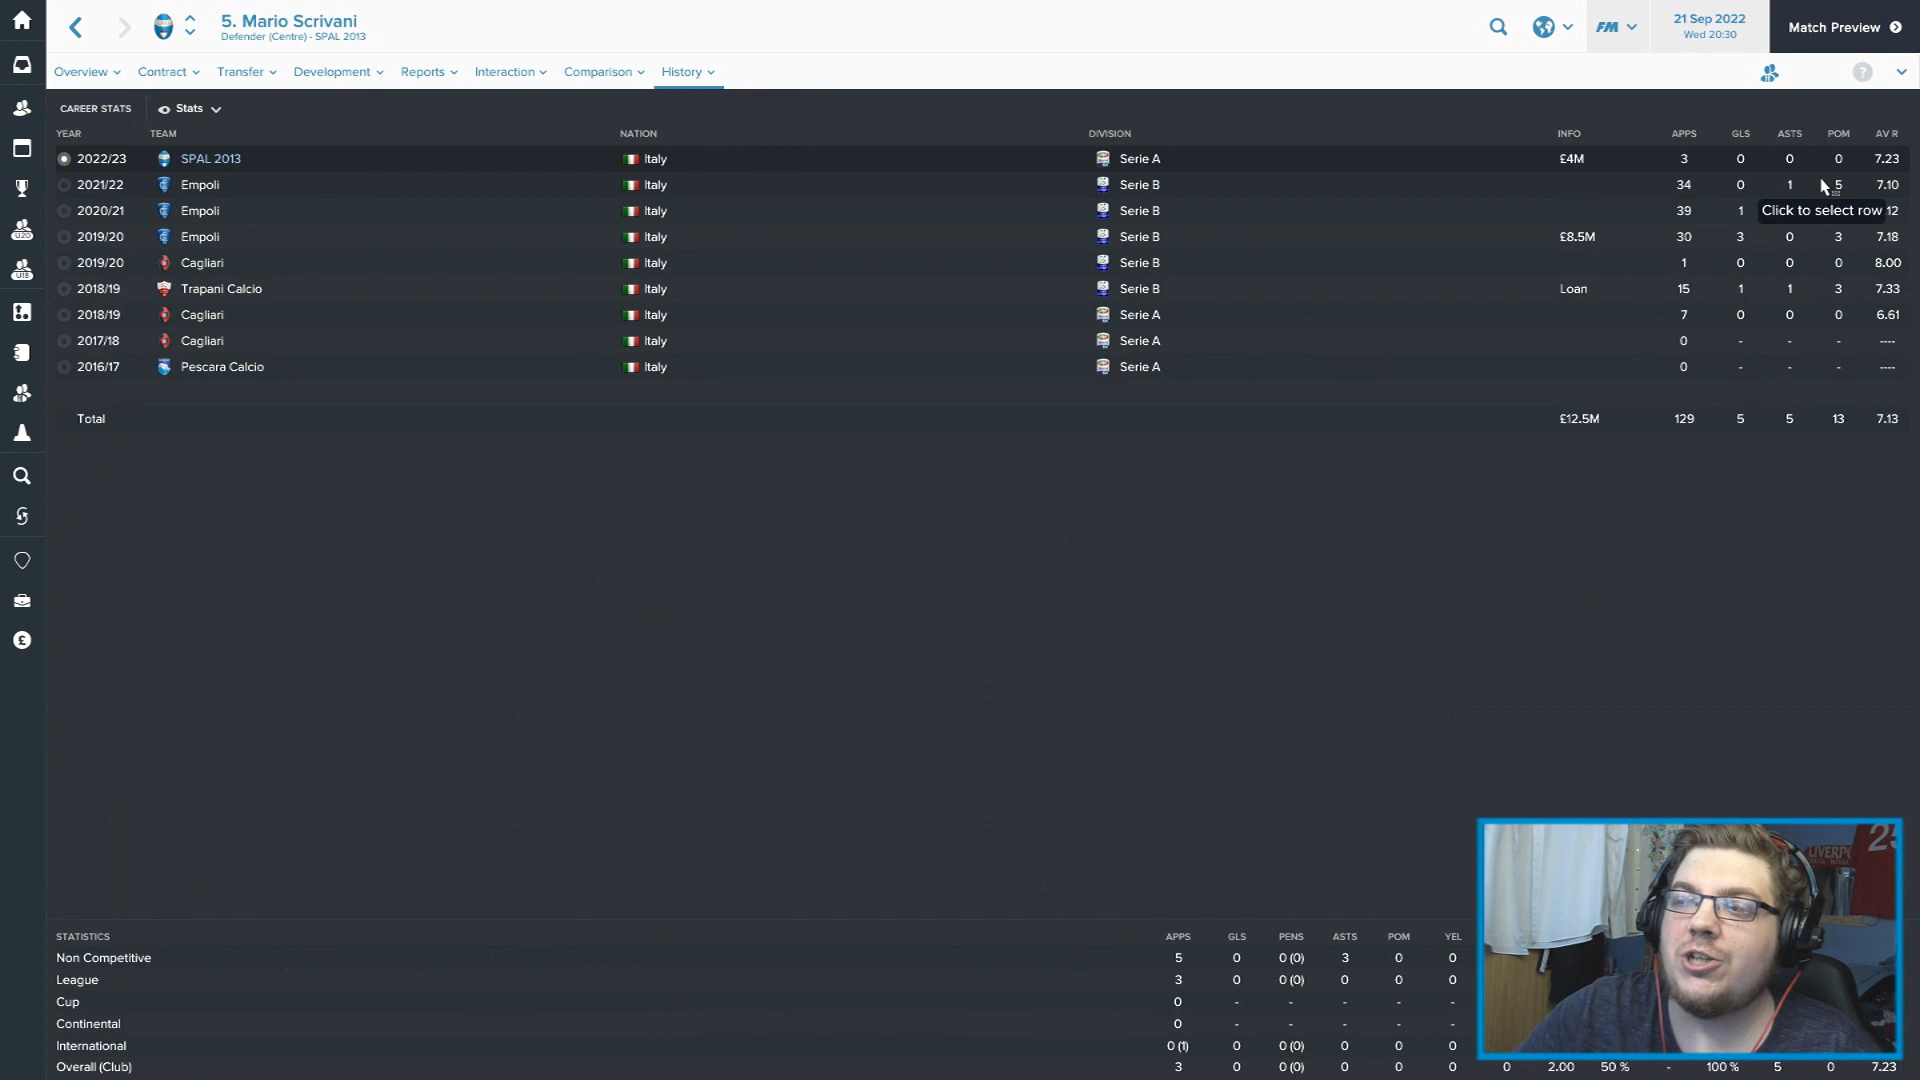 5. Mario Scrivani
Defender (Centre) - SPAL 2013
FM
21 Sep 2022
Wed 20:30
Match Preview
Overview Contract Transfer Development Reports Interaction Comparison History
?
CAREER STATS Stats
YEAR TEAM NATION DIVISION INFO APPS GLS ASTS POM AV R
2022/23 SPAL 2013 Italy Serie A £4M 3 0 0 0 7.23
2021/22 Empoli Italy Serie B 34 0 1 5 7.10
2020/21 Empoli Italy Serie B 39 1 Click to select row 12
2019/20 Empoli Italy Serie B £8.5M 30 3 0 3 7.18
2019/20 Cagliari Italy Serie B 1 0 0 0 8.00
2018/19 Trapani Calcio Italy Serie B Loan 15 1 1 3 7.33
2018/19 Cagliari Italy Serie A 7 0 0 0 6.61
2017/18 Cagliari Italy Serie A 0 - - - ----
2016/17 Pescara Calcio Italy Serie A 0 - - - ----
Total £12.5M 129 5 5 13 7.13
U20
U18
£
STATISTICS APPS GLS PENS ASTS POM YEL
Non Competitive 5 0 0 (0) 3 0 0
League 3 0 0 (0) 0 0 0
Cup 0 - - - - -
Continental 0 - - - - -
International 0 (1) 0 0 (0) 0 0 0
Overall (Club) 3 0 0 (0) 0 0 0 0 2.00 50 % - 100 % 5 0 7.23